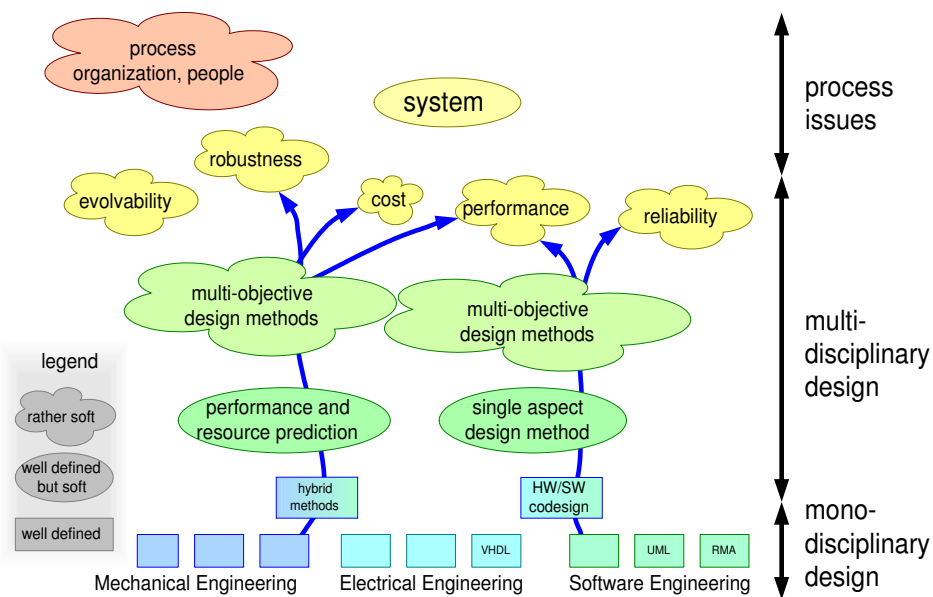 process
organization, people
system
process
issues
robustness
evolvability
cost
performance
reliability
multi-objective
design methods
multi-objective
design methods
multi-
disciplinary
design
legend
rather soft
well defined
but soft
well defined
performance and
resource prediction
single aspect
design method
hybrid
methods
HW/SW
codesign
mono-
disciplinary
design
VHDL
UML
RMA
Mechanical Engineering
Electrical Engineering
Software Engineering